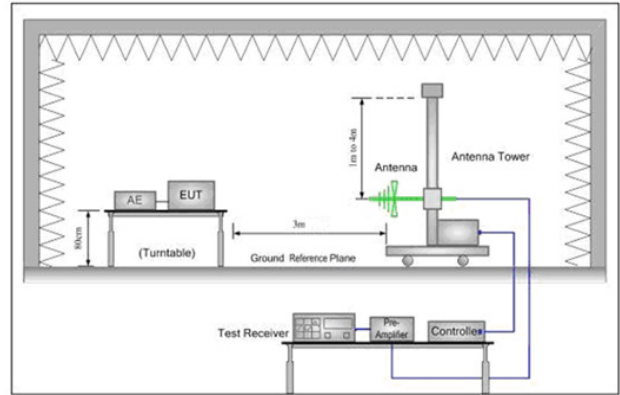 1m to 4m
Antenna
Antenna Tower
AE
EUT
80cm
(Turntable)
3m
Ground Reference Plane
Test Receiver
Pre-
Amplifier
Controller